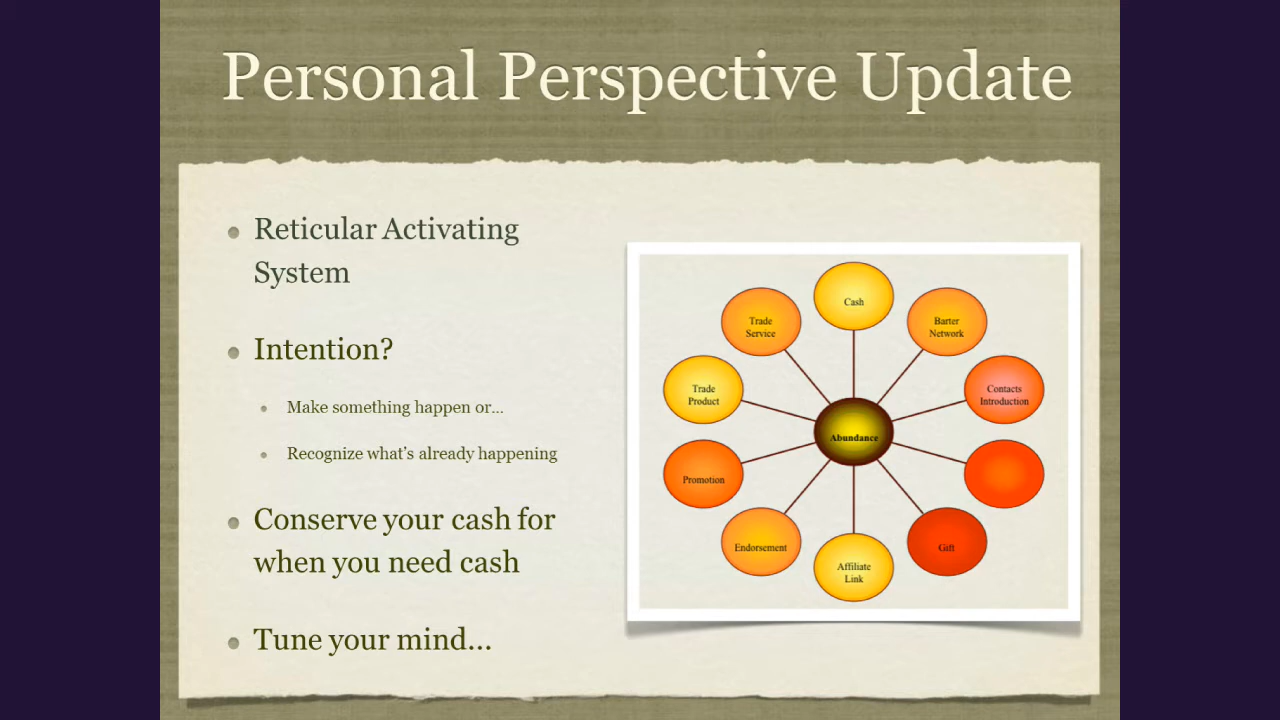 Personal Perspective Update
Reticular Activating
System
Intention?
Make something happen or...
Recognize what's already happening
Conserve your cash for
when you need cash
Tune your mind...
Cash
Trade
Service
Barter
Network
Trade
Product
Contacts
Introduction
Abundance
Promotion
Endorsement
Gift
Affiliate
Link